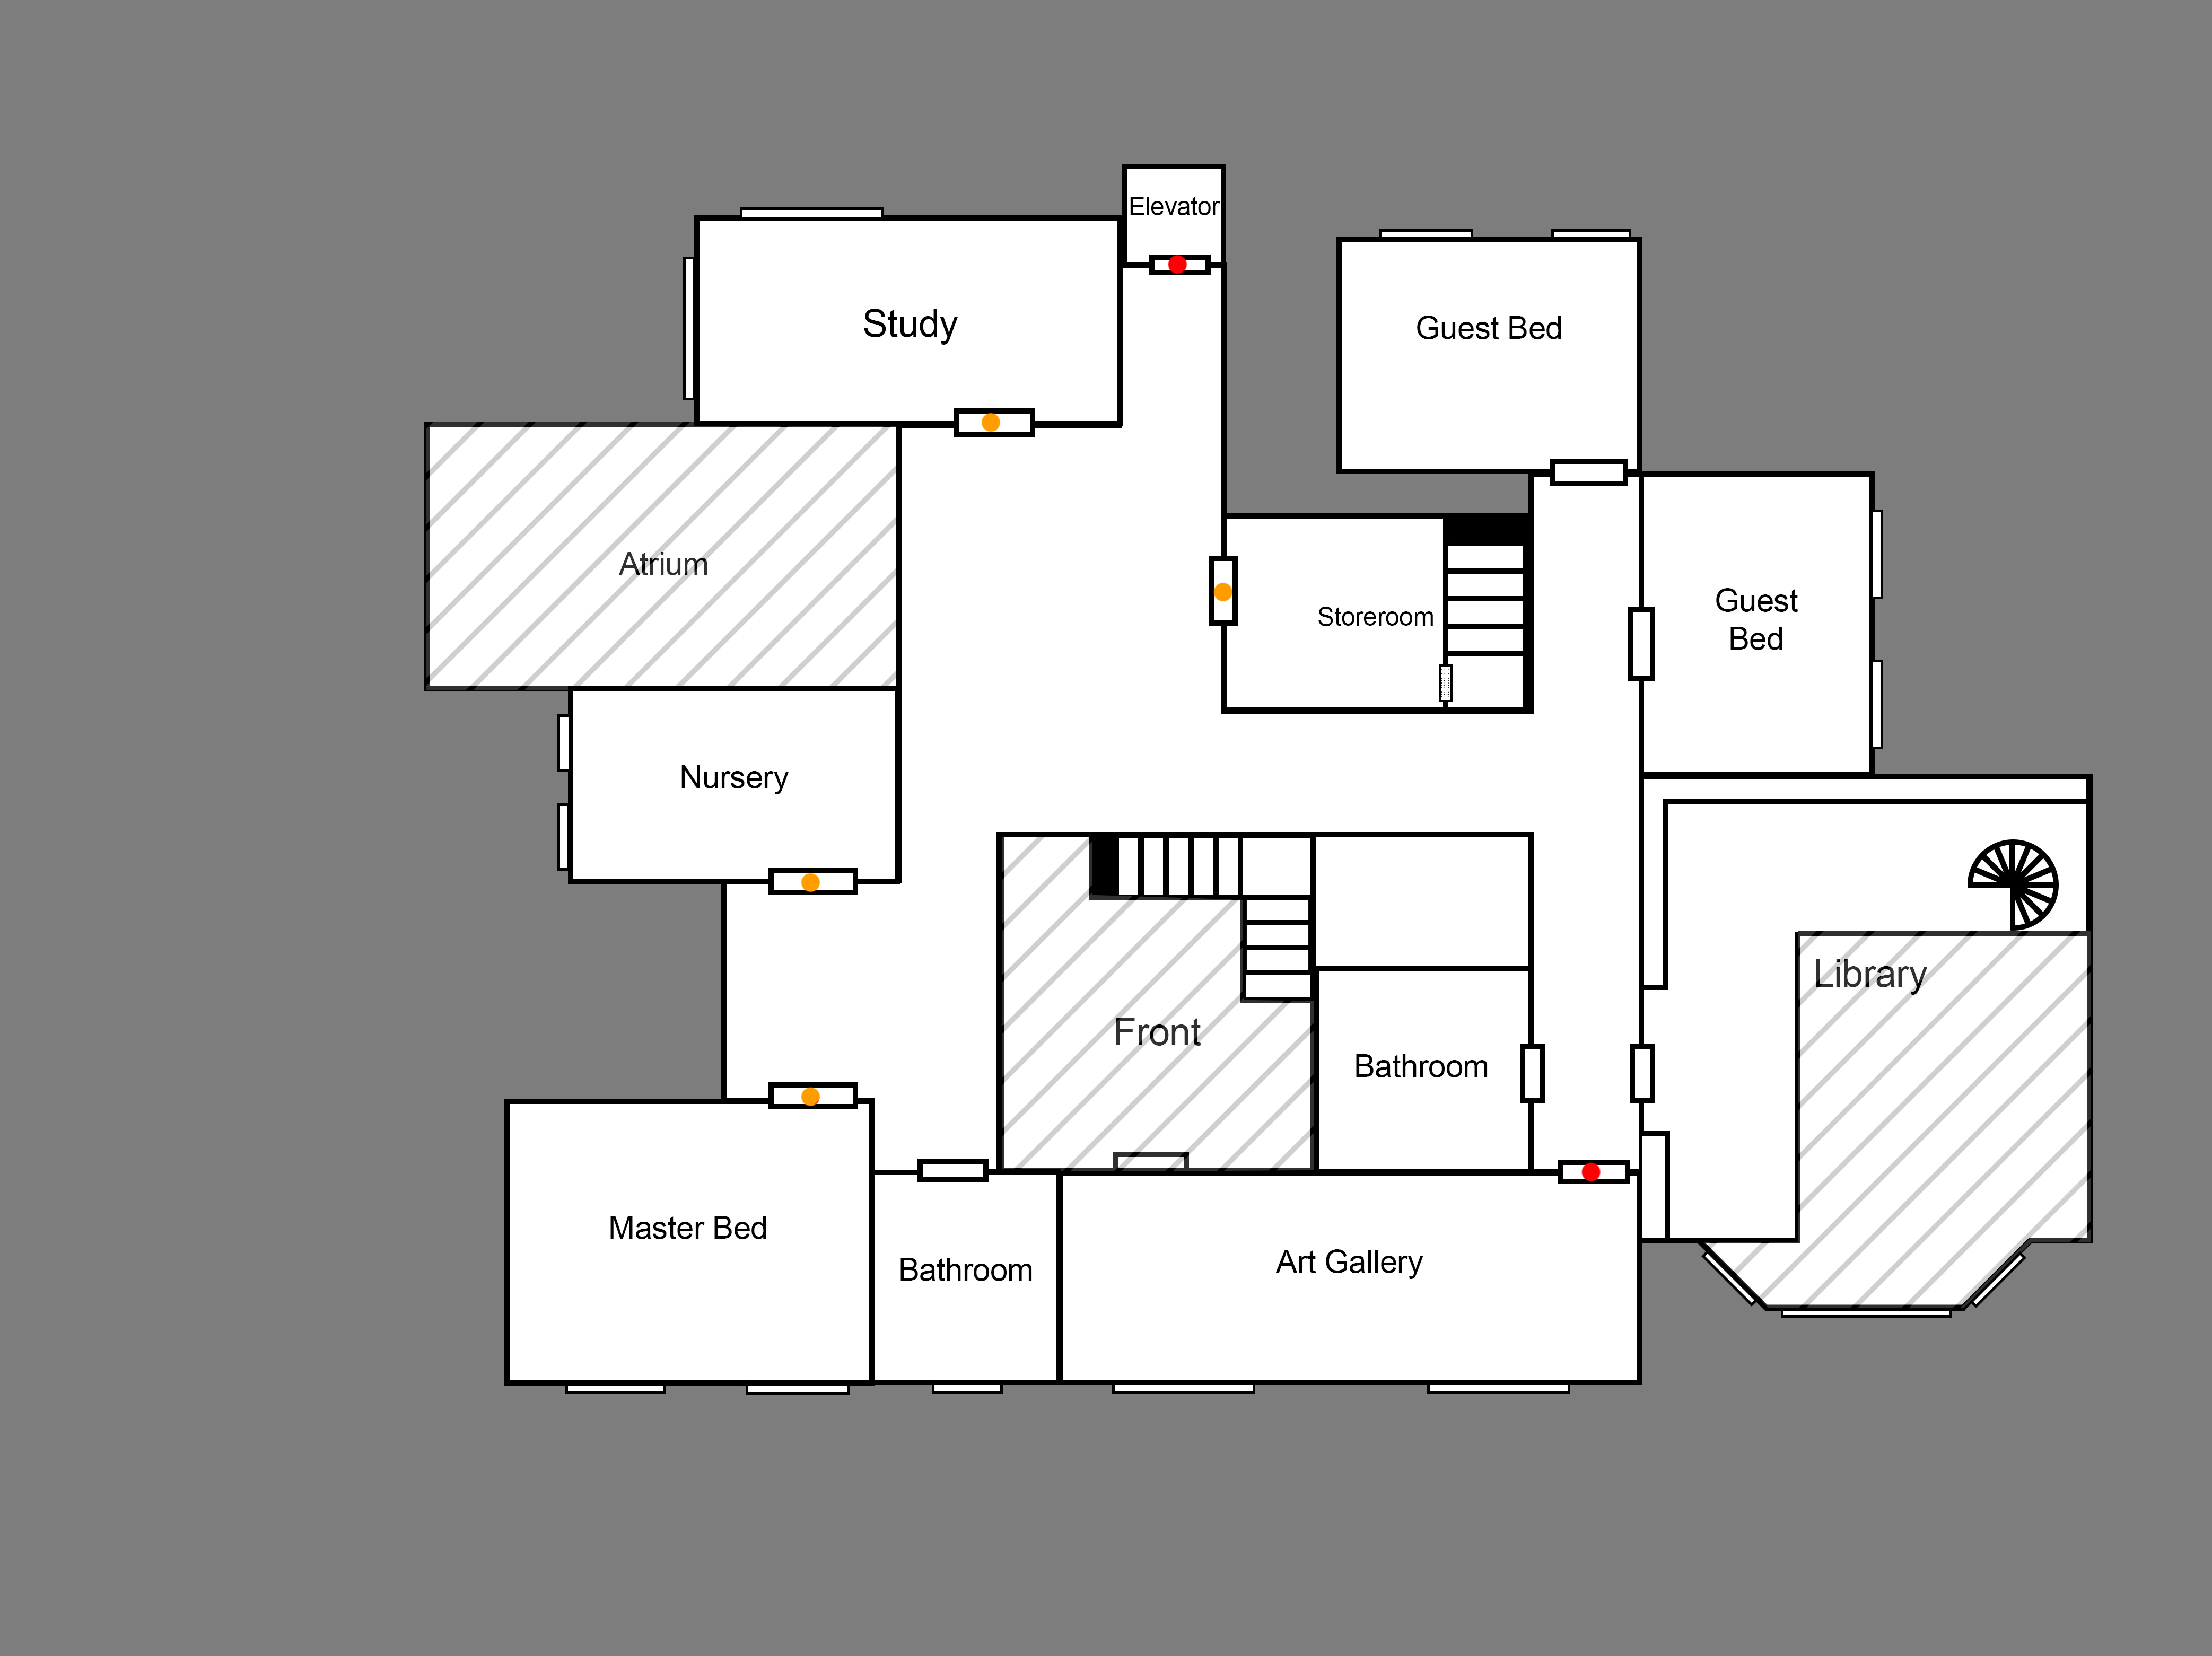 Elevator
Study
Guest Bed
Atrium
Storeroom
Guest
Bed
Nursery
Library
Front
Bathroom
Master Bed
Bathroom
Art Gallery